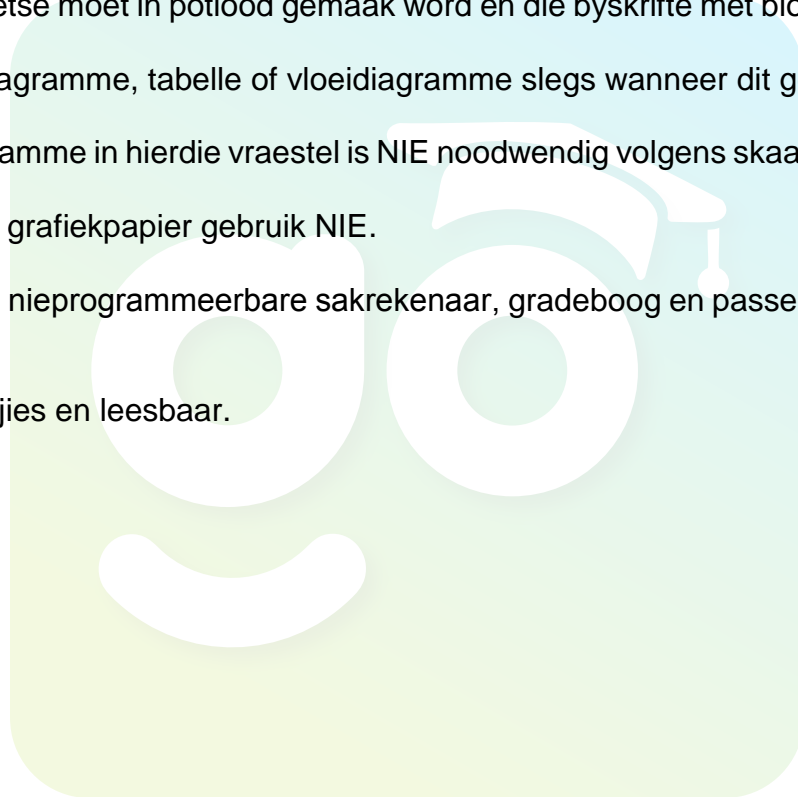 etse moet in potlood gemaak word en die byskrifte met blo
agramme, tabelle of vloeidiagramme slegs wanneer dit g
amme in hierdie vraestel is NIE noodwendig volgens skaa
grafiekpapier gebruik NIE.
nieprogrammeerbare sakrekenaar, gradeboog en passe
jies en leesbaar.
go